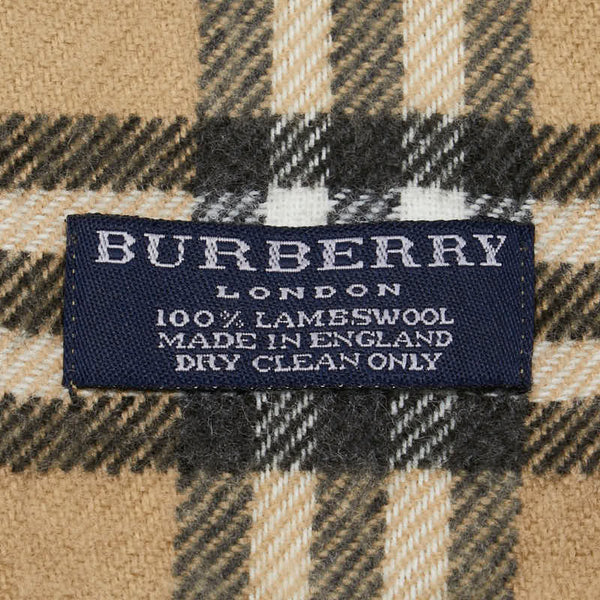 BURBERRY
LONDON
100% LAMBSWOOL
MADE IN ENGLAND
DRY CLEAN ONLY